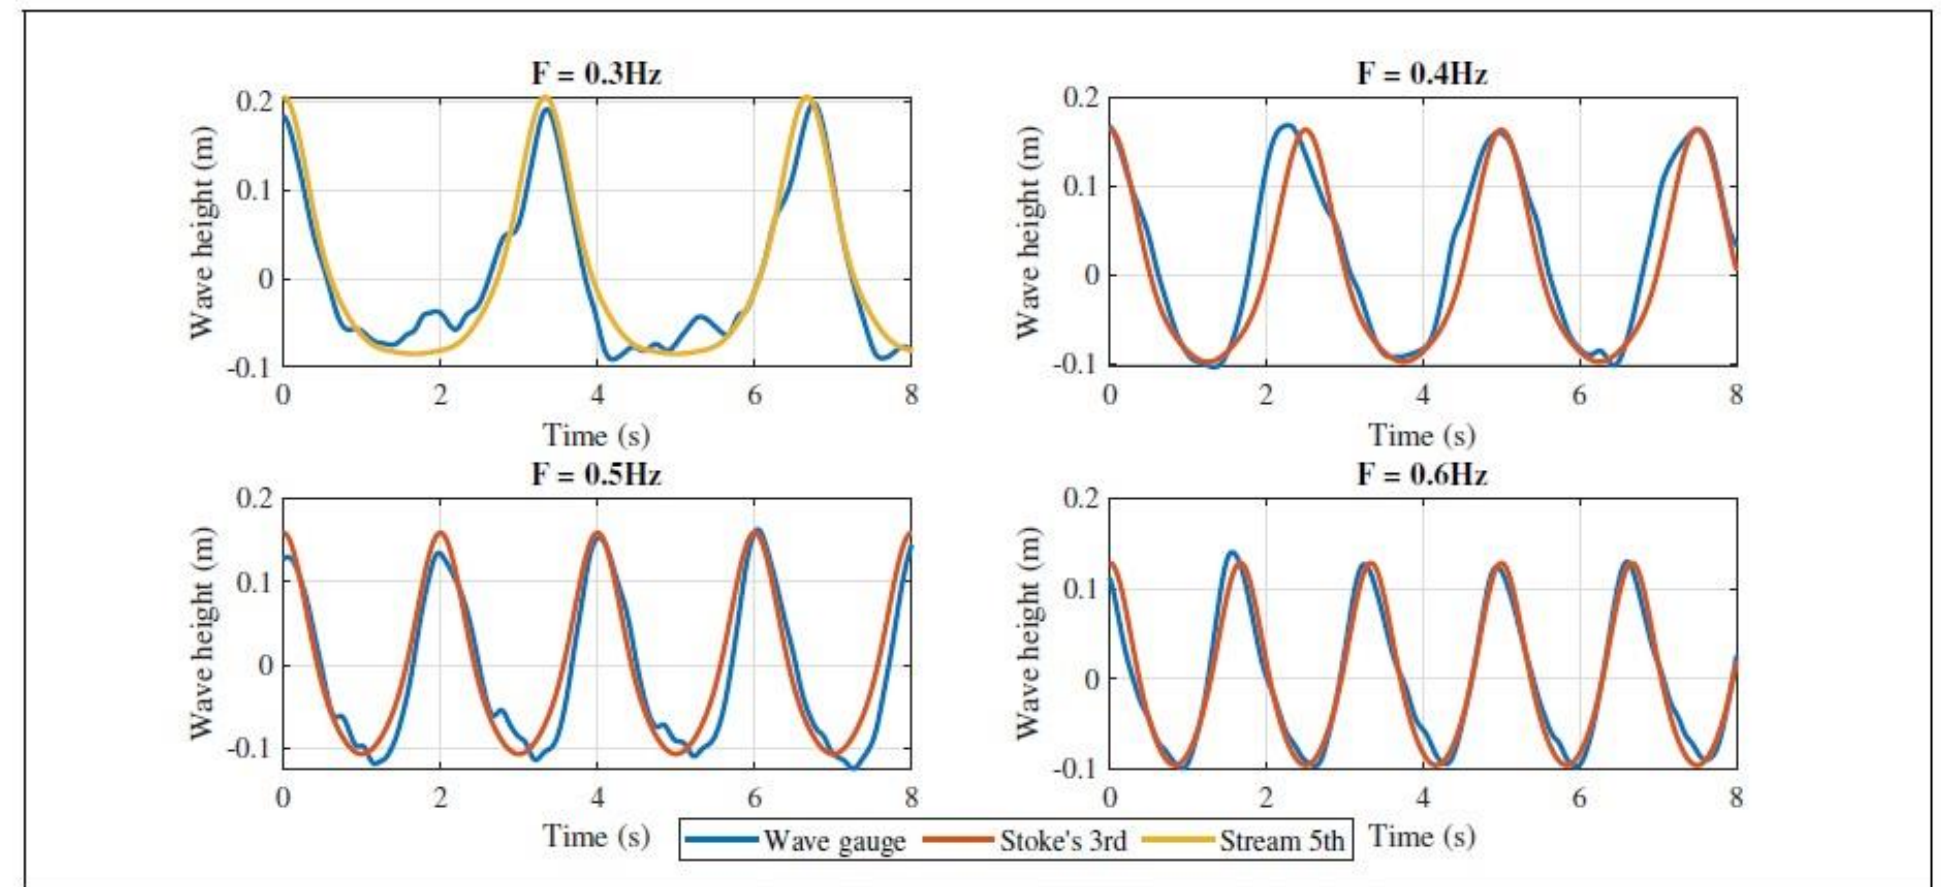 F = 0.3Hz
Wave height (m)
0.2
0.1
0
-0.1
0 2 4 6 8
Time (s)
F = 0.4Hz
Wave height (m)
0.2
0.1
0
-0.1
0 2 4 6 8
Time (s)
F = 0.5Hz
Wave height (m)
0.2
0.1
0
-0.1
0 2 4 6 8
Time (s)
F = 0.6Hz
Wave height (m)
0.2
0.1
0
-0.1
0 2 4 6 8
Time (s)
Wave gauge Stoke's 3rd Stream 5th